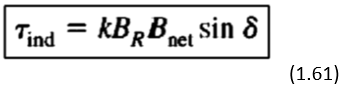 τind = kBRBnet sin δ
(1.61)